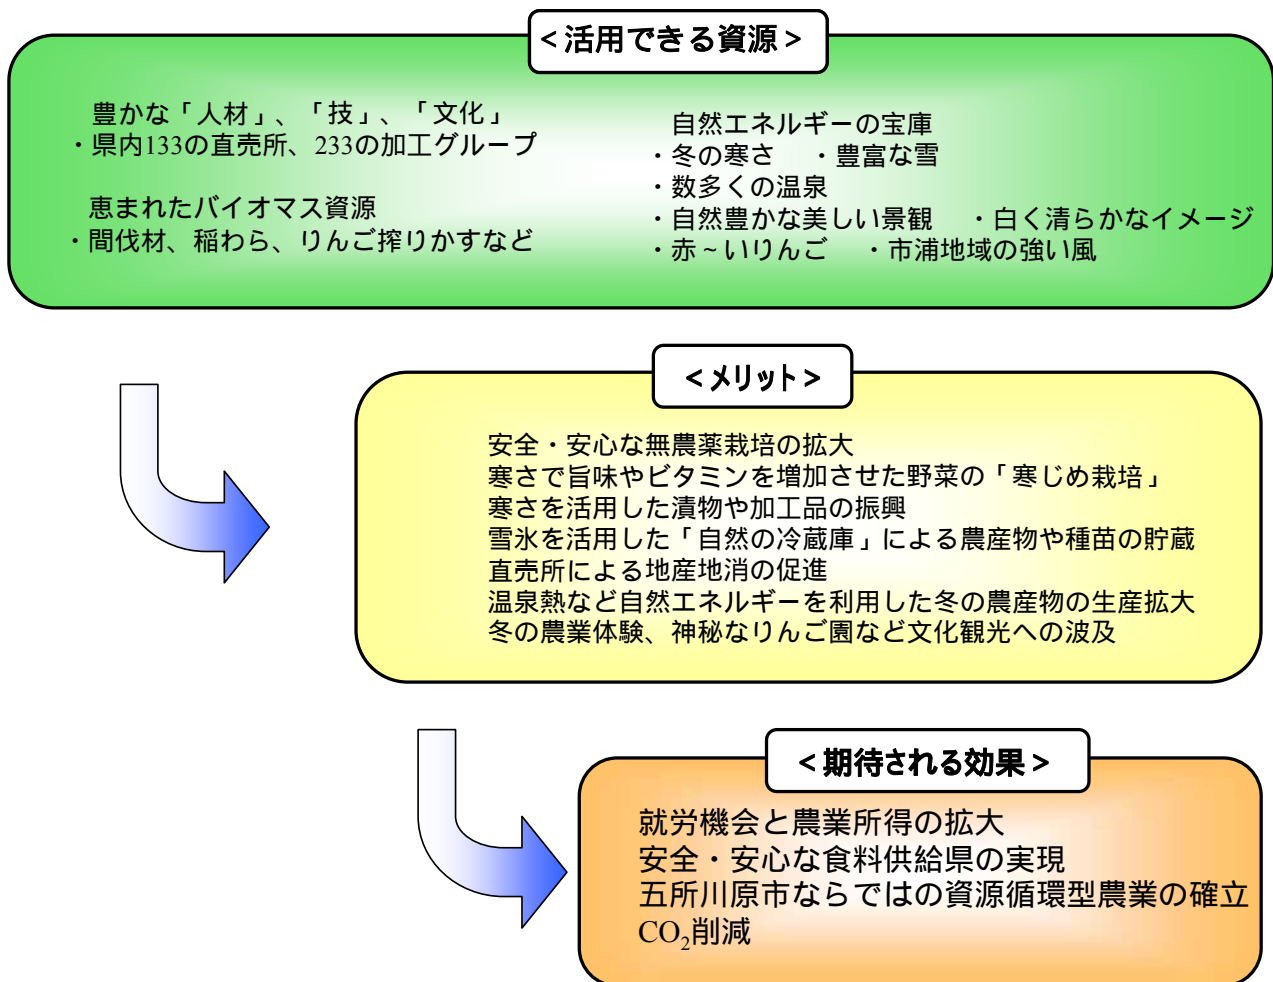 ＜活用できる資源＞
豊かな「人材」、「技」、「文化」
・県内133の直売所、233の加工グループ
恵まれたバイオマス資源
・間伐材、稲わら、りんご搾りかすなど
自然エネルギーの宝庫
・冬の寒さ　・豊富な雪
・数多くの温泉
・自然豊かな美しい景観　・白く清らかなイメージ
・赤～いりんご　・市浦地域の強い風
＜メリット＞
安全・安心な無農薬栽培の拡大
寒さで旨味やビタミンを増加させた野菜の「寒じめ栽培」
寒さを活用した漬物や加工品の振興
雪氷を活用した「自然の冷蔵庫」による農産物や種苗の貯蔵
直売所による地産地消の促進
温泉熱など自然エネルギーを利用した冬の農産物の生産拡大
冬の農業体験、神秘なりんご園など文化観光への波及
＜期待される効果＞
就労機会と農業所得の拡大
安全・安心な食料供給県の実現
五所川原市ならではの資源循環型農業の確立
CO₂削減